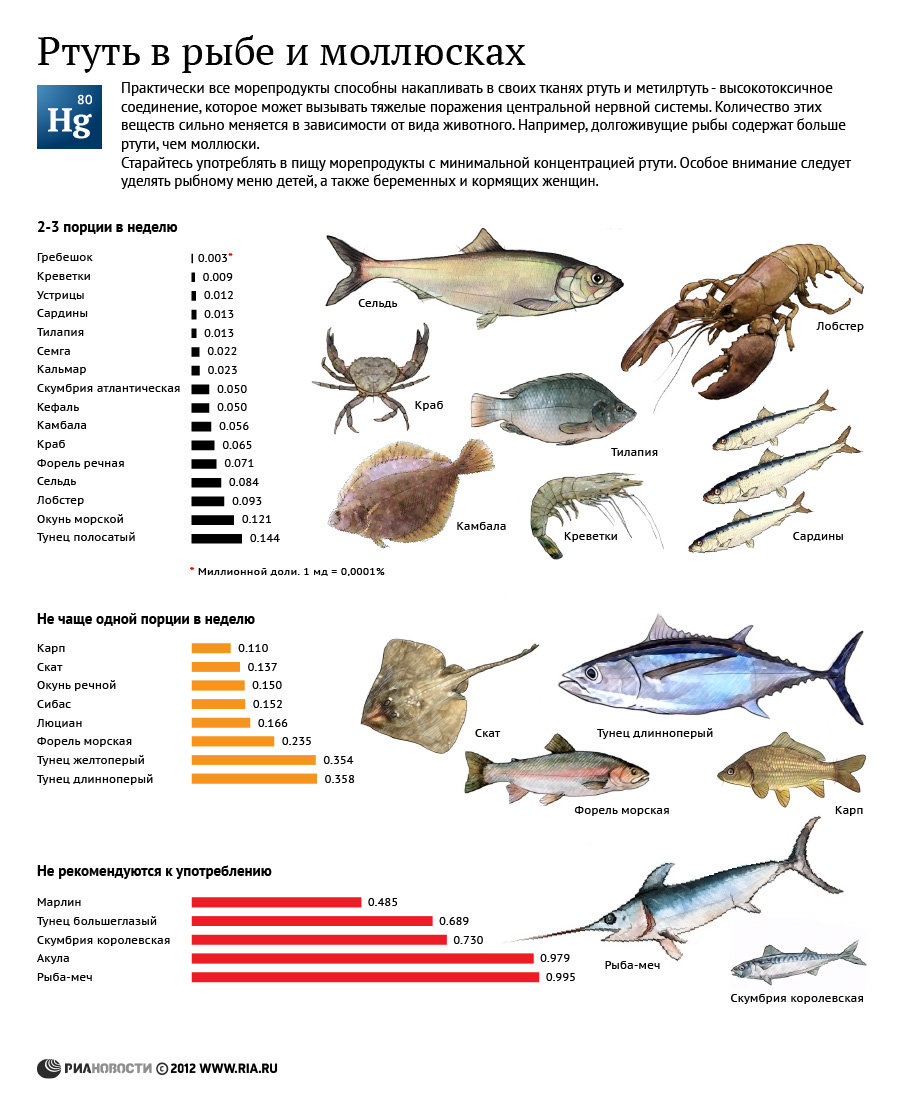 Ртуть в рыбе и моллюсках
80
Hg
Практически все морепродукты способны накапливать в своих тканях ртуть и метилртуть - высокотоксичное
соединение, которое может вызывать тяжелые поражения центральной нервной системы. Количество этих
веществ сильно меняется в зависимости от вида животного. Например, долгоживущие рыбы содержат больше
ртути, чем моллюски.
Старайтесь употреблять в пищу морепродукты с минимальной концентрацией ртути. Особое внимание следует
уделять рыбному меню детей, а также беременных и кормящих женщин.
2-3 порции в неделю
Гребешок 0.003*
Креветки 0.009
Устрицы 0.012
Сардины 0.013
Тилапия 0.013
Семга 0.022
Кальмар 0.023
Скумбрия атлантическая 0.050
Кефаль 0.050
Камбала 0.056
Краб 0.065
Форель речная 0.071
Сельдь 0.084
Лобстер 0.093
Окунь морской 0.121
Тунец полосатый 0.144
* Миллионной доли. 1 мд = 0,0001%
Сельдь
Лобстер
Краб
Тилапия
Камбала
Креветки
Сардины
Не чаще одной порции в неделю
Карп 0.110
Скат 0.137
Окунь речной 0.150
Сибас 0.152
Люциан 0.166
Форель морская 0.235
Тунец желтоперый 0.354
Тунец длинноперый 0.358
Скат
Тунец длинноперый
Форель морская
Карп
Не рекомендуются к употреблению
Марлин 0.485
Тунец большеглазый 0.689
Скумбрия королевская 0.730
Акула 0.979
Рыба-меч 0.995
Рыба-меч
Скумбрия королевская
РИАНОВОСТИ © 2012 WWW.RIA.RU